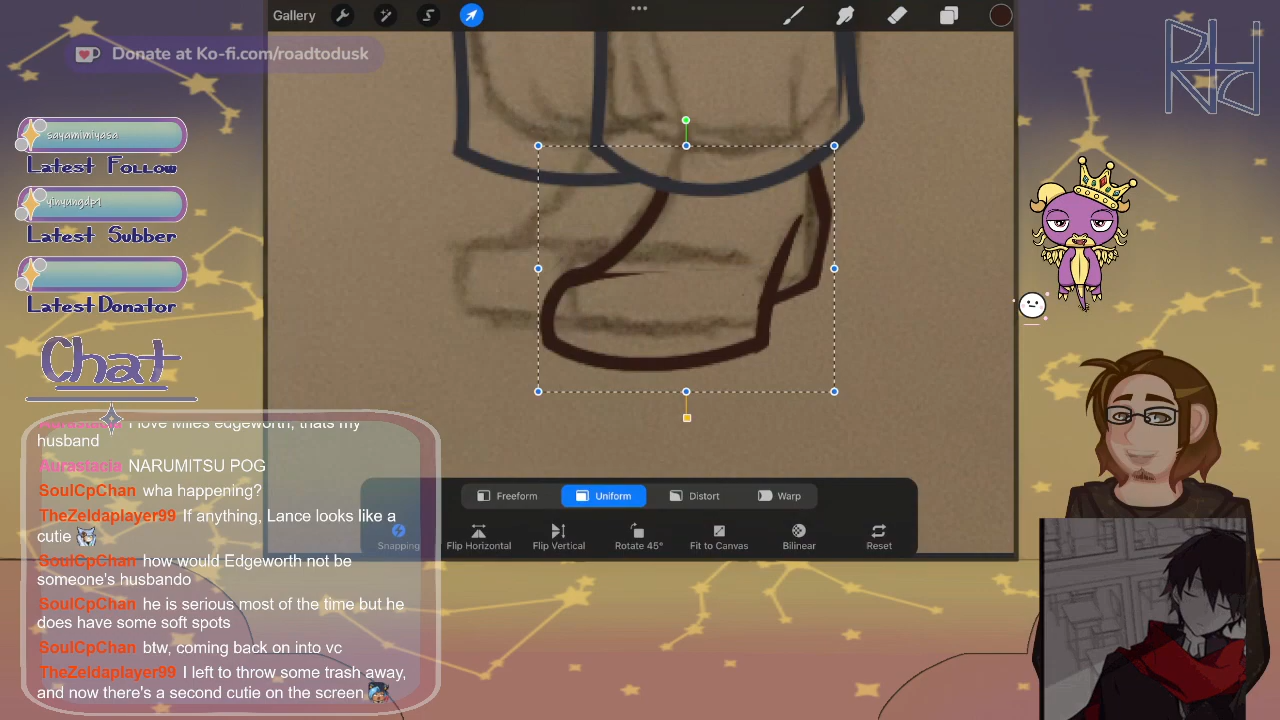 Gallery
Donate at Ko-fi.com/roadtodusk
RtD
sayamimiyasa
Latest Follow
yinyangdp1
Latest Subber
Latest Donator
Chat
Aurastacia I love Miles edgeworth, thats my
husband
Aurastacia NARUMITSU POG
SoulCpChan wha happening?
TheZeldaplayer99 If anything, Lance looks like a
cutie
SoulCpChan how would Edgeworth not be
someone's husbando
SoulCpChan he is serious most of the time but he
does have some soft spots
SoulCpChan btw, coming back on into vc
TheZeldaplayer99 I left to throw some trash away,
and now there's a second cutie on the screen
Freeform Uniform Distort Warp
Snapping Flip Horizontal Flip Vertical Rotate 45° Fit to Canvas Bilinear Reset